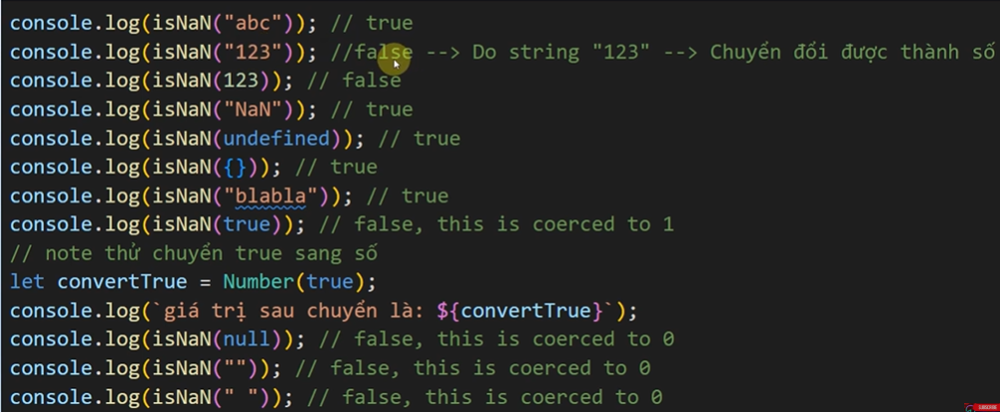 console.log(isNaN("abc")); // true
console.log(isNaN("123")); //false --> Do string "123" --> Chuyển đổi được thành số
console.log(isNaN(123)); // false
console.log(isNaN("NaN")); // true
console.log(isNaN(undefined)); // true
console.log(isNaN({})); // true
console.log(isNaN("blabla")); // true
console.log(isNaN(true)); // false, this is coerced to 1
// note thử chuyển true sang số
let convertTrue = Number(true);
console.log(`giá trị sau chuyển là: ${convertTrue}`);
console.log(isNaN(null)); // false, this is coerced to 0
console.log(isNaN("")); // false, this is coerced to 0
console.log(isNaN(" ")); // false, this is coerced to 0